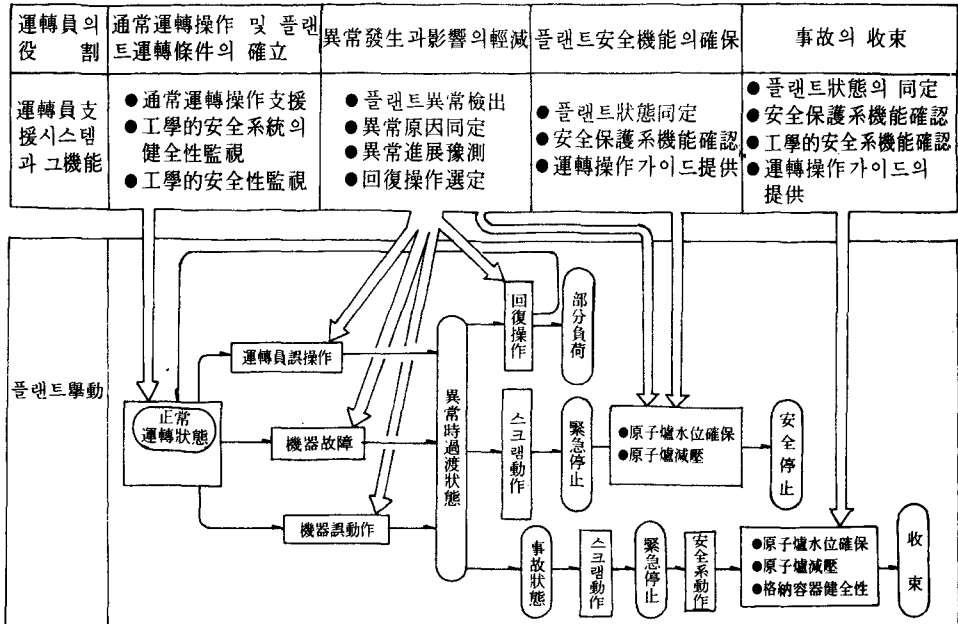 運轉員의
役 割
通常運轉操作 및 플랜
트運轉條件의 確立
異常發生과影響의輕減
플랜트安全機能의確保
事故의 收束
運轉員支
援시스템
과 그機能
●通常運轉操作支援
●工學的安全系統의
健全性監視
●工學的安全性監視
●플랜트異常檢出
●異常原因同定
●異常進展豫測
●回復操作選定
●플랜트狀態同定
●安全保護系機能確認
●運轉操作가이드提供
●플랜트狀態의 同定
●安全保護系機能確認
●工學的安全系機能確認
●運轉操作가이드의
提供
플랜트擧動
正常
運轉狀態
運轉員誤操作
機器故障
機器誤動作
異常時過渡狀態
回復操作
部分負荷
스크램動作
緊急停止
●原子爐水位確保
●原子爐減壓
安全停止
事故狀態
스크램動作
緊急停止
安全系動作
●原子爐水位確保
●原子爐減壓
●格納容器健全性
收束